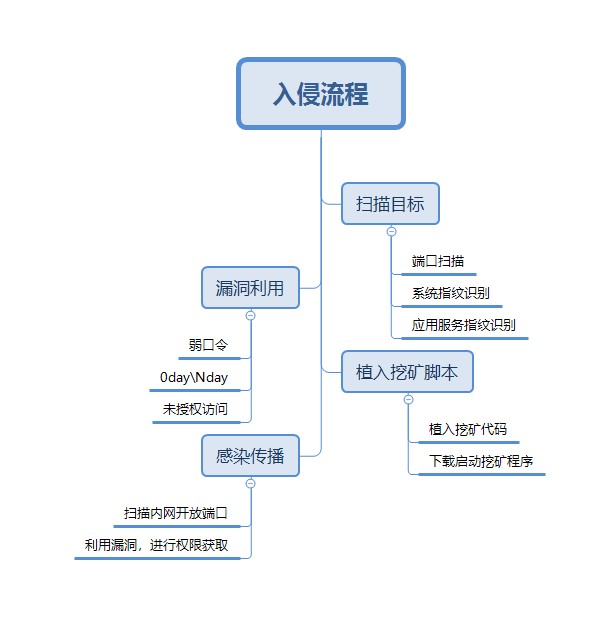 入侵流程
扫描目标
端口扫描
系统指纹识别
应用服务指纹识别
漏洞利用
弱口令
0day\Nday
未授权访问
植入挖矿脚本
植入挖矿代码
下载启动挖矿程序
感染传播
扫描内网开放端口
利用漏洞，进行权限获取